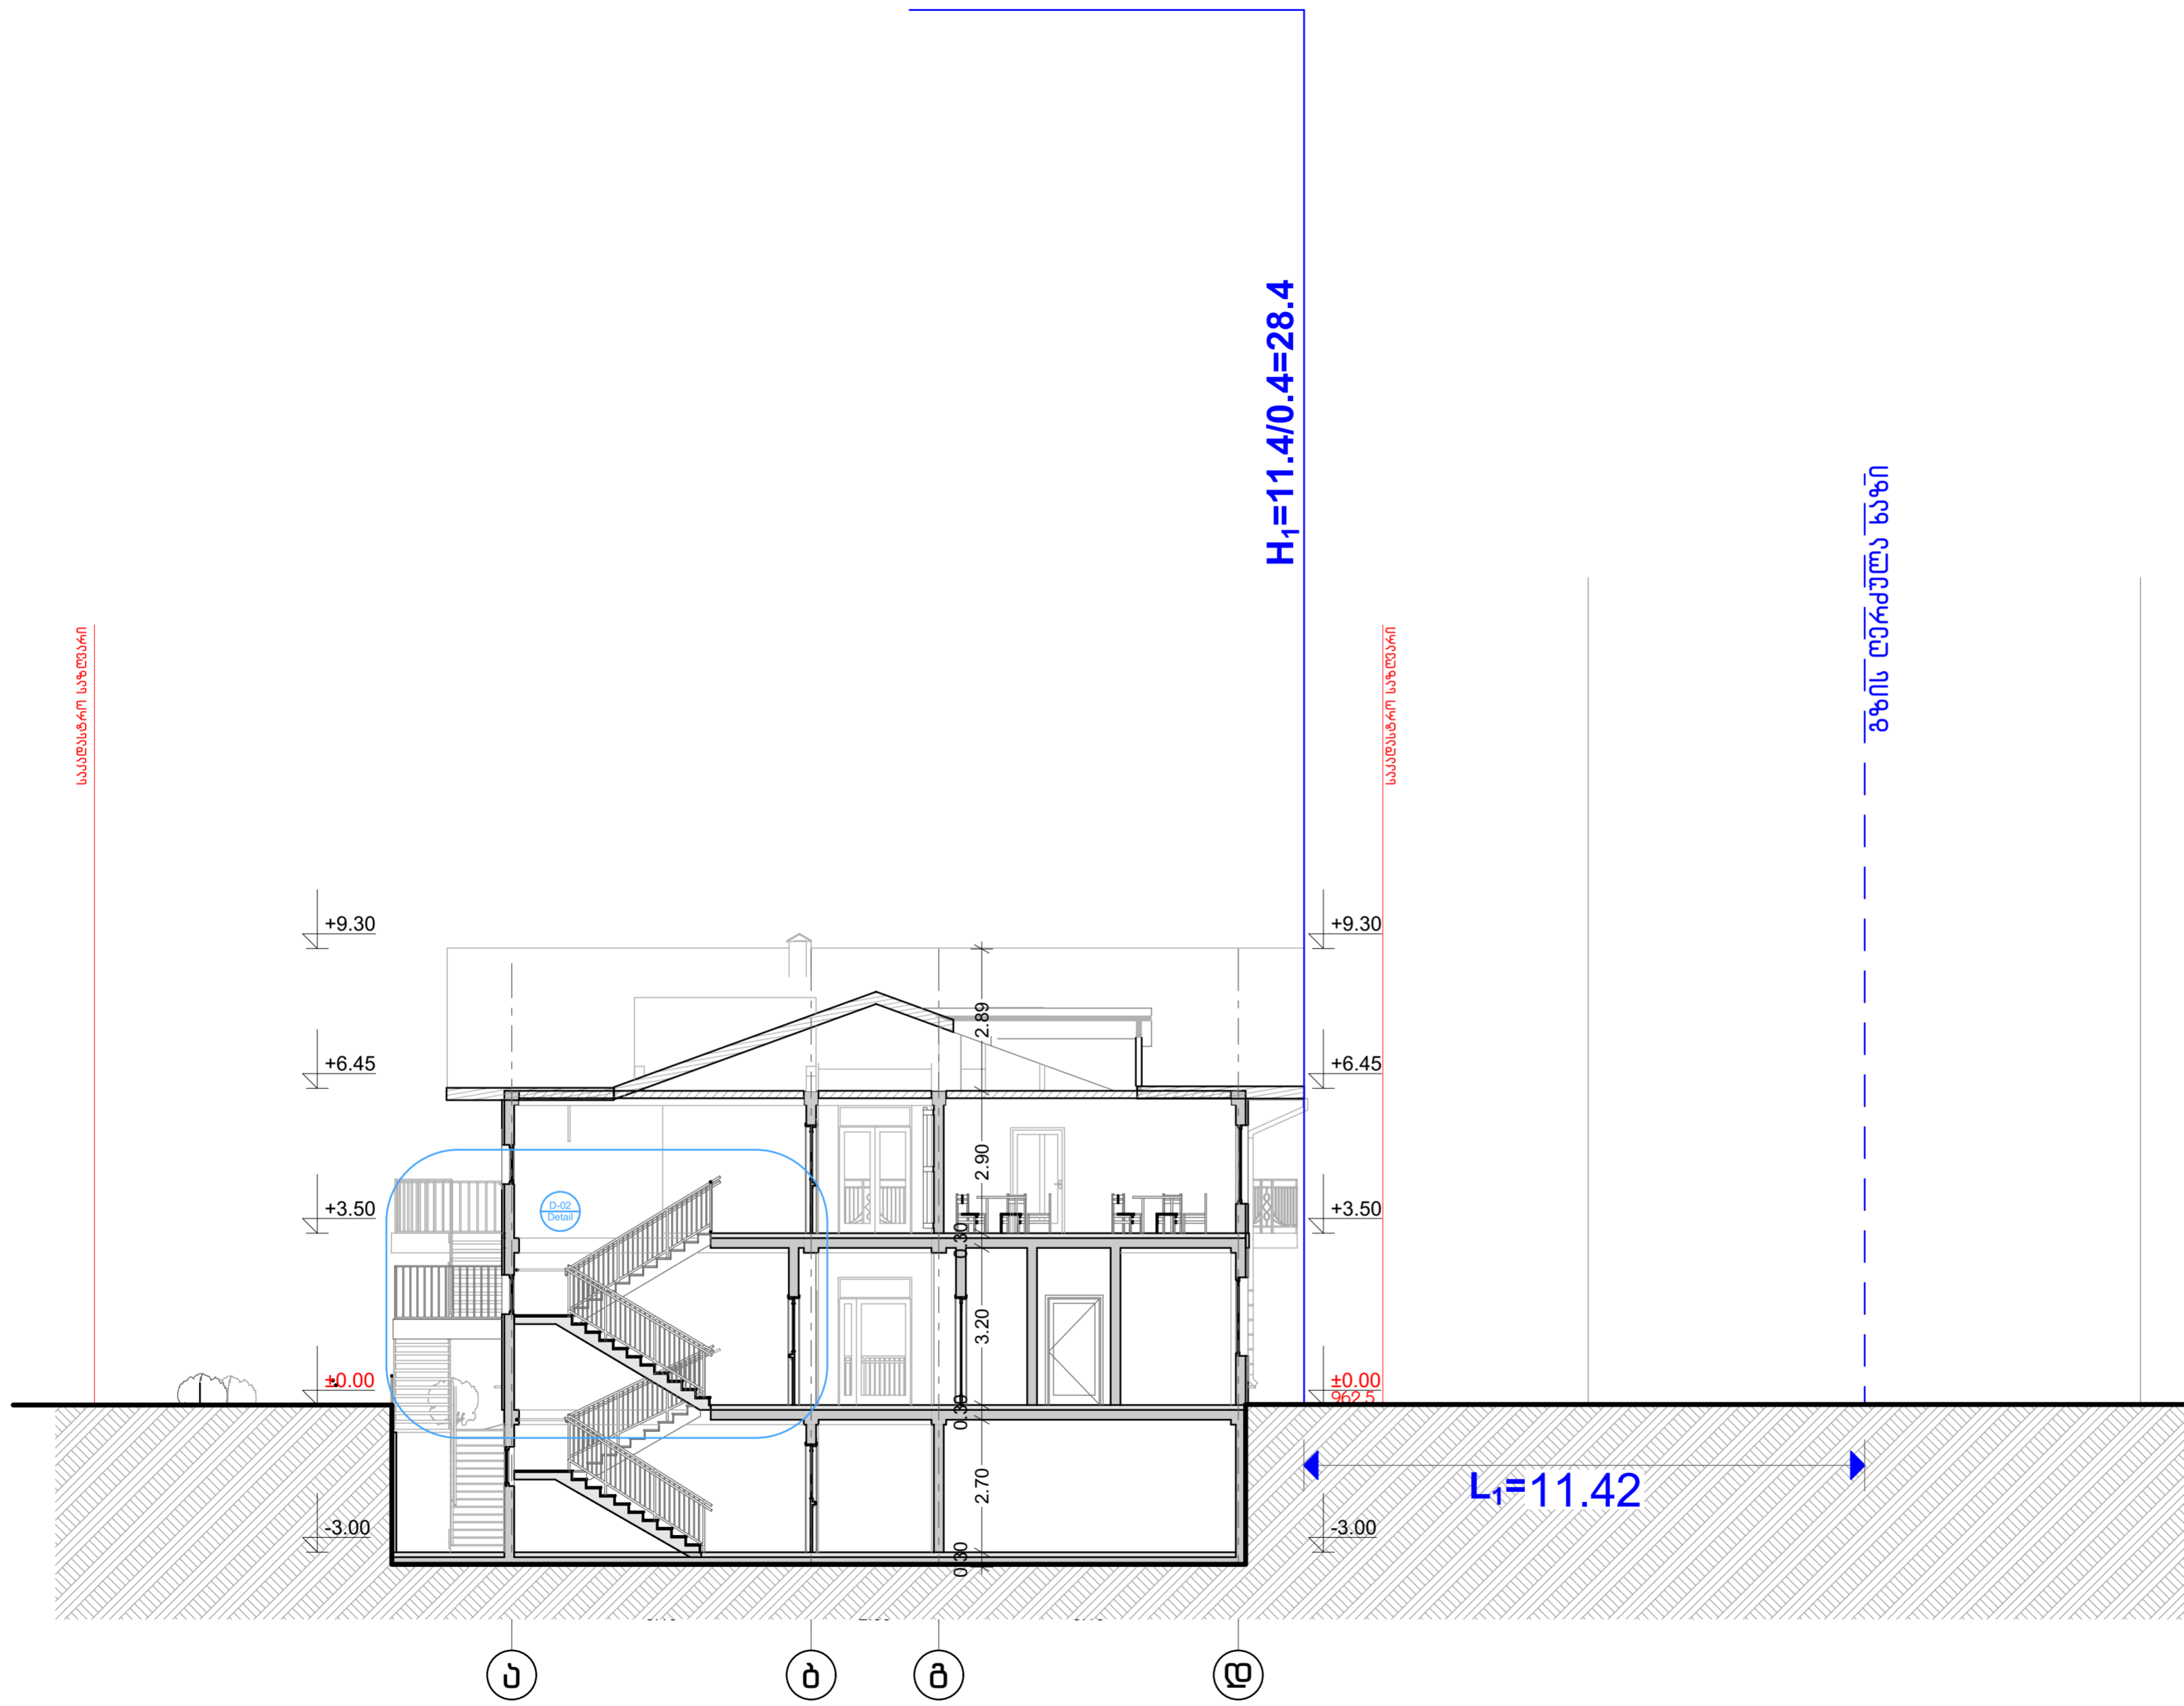 H₁=11.4/0.4=28.4
გზის ღერძულა ხაზი
საკადასტრო საზღვარი
საკადასტრო საზღვარი
+9.30
+9.30
2.89
+6.45
+6.45
2.90
D-02
Detail
+3.50
+3.50
0.30
3.20
±0.00
±0.00
962.5
0.30
L₁=11.42
2.70
-3.00
-3.00
0.30
ა
ბ
გ
დ